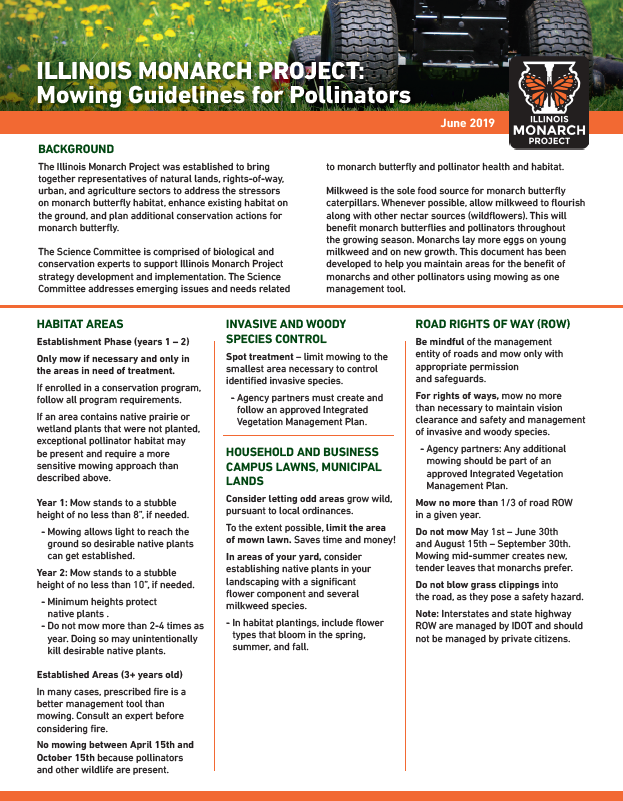 ILLINOIS MONARCH PROJECT:
Mowing Guidelines for Pollinators
June 2019
ILLINOIS
MONARCH
PROJECT
BACKGROUND
The Illinois Monarch Project was established to bring
together representatives of natural lands, rights-of-way,
urban, and agriculture sectors to address the stressors
on monarch butterfly habitat, enhance existing habitat on
the ground, and plan additional conservation actions for
monarch butterfly.
The Science Committee is comprised of biological and
conservation experts to support Illinois Monarch Project
strategy development and implementation. The Science
Committee addresses emerging issues and needs related
to monarch butterfly and pollinator health and habitat.
Milkweed is the sole food source for monarch butterfly
caterpillars. Whenever possible, allow milkweed to flourish
along with other nectar sources (wildflowers). This will
benefit monarch butterflies and pollinators throughout
the growing season. Monarchs lay more eggs on young
milkweed and on new growth. This document has been
developed to help you maintain areas for the benefit of
monarchs and other pollinators using mowing as one
management tool.
HABITAT AREAS
Establishment Phase (years 1 – 2)
Only mow if necessary and only in
the areas in need of treatment.
If enrolled in a conservation program,
follow all program requirements.
If an area contains native prairie or
wetland plants that were not planted,
exceptional pollinator habitat may
be present and require a more
sensitive mowing approach than
described above.
Year 1: Mow stands to a stubble
height of no less than 8", if needed.
- Mowing allows light to reach the
ground so desirable native plants
can get established.
Year 2: Mow stands to a stubble
height of no less than 10", if needed.
- Minimum heights protect
native plants .
- Do not mow more than 2-4 times as
year. Doing so may unintentionally
kill desirable native plants.
Established Areas (3+ years old)
In many cases, prescribed fire is a
better management tool than
mowing. Consult an expert before
considering fire.
No mowing between April 15th and
October 15th because pollinators
and other wildlife are present.
INVASIVE AND WOODY
SPECIES CONTROL
Spot treatment – limit mowing to the
smallest area necessary to control
identified invasive species.
- Agency partners must create and
follow an approved Integrated
Vegetation Management Plan.
HOUSEHOLD AND BUSINESS
CAMPUS LAWNS, MUNICIPAL
LANDS
Consider letting odd areas grow wild,
pursuant to local ordinances.
To the extent possible, limit the area
of mown lawn. Saves time and money!
In areas of your yard, consider
establishing native plants in your
landscaping with a significant
flower component and several
milkweed species.
- In habitat plantings, include flower
types that bloom in the spring,
summer, and fall.
ROAD RIGHTS OF WAY (ROW)
Be mindful of the management
entity of roads and mow only with
appropriate permission
and safeguards.
For rights of ways, mow no more
than necessary to maintain vision
clearance and safety and management
of invasive and woody species.
- Agency partners: Any additional
mowing should be part of an
approved Integrated Vegetation
Management Plan.
Mow no more than 1/3 of road ROW
in a given year.
Do not mow May 1st – June 30th
and August 15th – September 30th.
Mowing mid-summer creates new,
tender leaves that monarchs prefer.
Do not blow grass clippings into
the road, as they pose a safety hazard.
Note: Interstates and state highway
ROW are managed by IDOT and should
not be managed by private citizens.